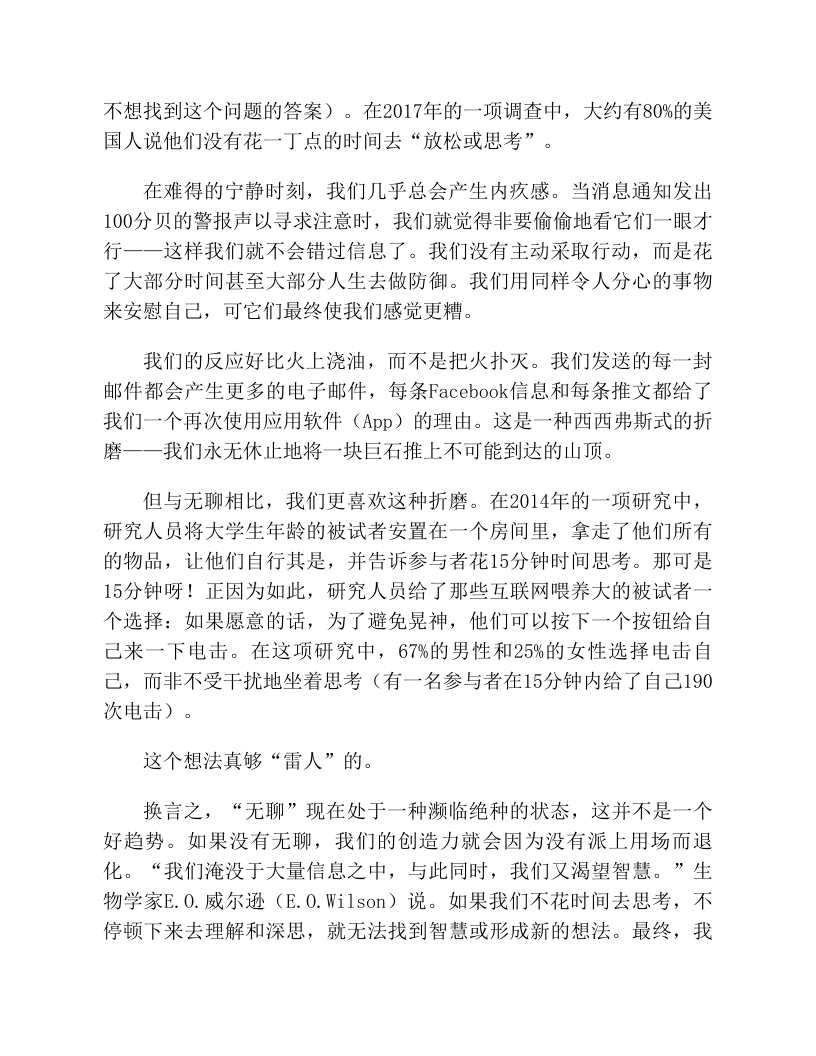 不想找到这个问题的答案）。在2017年的一项调查中，大约有80%的美
国人说他们没有花一丁点的时间去“放松或思考”。
在难得的宁静时刻，我们几乎总会产生内疚感。当消息通知发出
100分贝的警报声以寻求注意时，我们就觉得非要偷偷地看它们一眼才
行——这样我们就不会错过信息了。我们没有主动采取行动，而是花
了大部分时间甚至大部分人生去做防御。我们用同样令人分心的事物
来安慰自己，可它们最终使我们感觉更糟。
我们的反应好比火上浇油，而不是把火扑灭。我们发送的每一封
邮件都会产生更多的电子邮件，每条Facebook信息和每条推文都给了
我们一个再次使用应用软件（App）的理由。这是一种西西弗斯式的折
磨——我们永无休止地将一块巨石推上不可能到达的山顶。
但与无聊相比，我们更喜欢这种折磨。在2014年的一项研究中，
研究人员将大学生年龄的被试者安置在一个房间里，拿走了他们所有
的物品，让他们自行其是，并告诉参与者花15分钟时间思考。那可是
15分钟呀！正因为如此，研究人员给了那些互联网喂养大的被试者一
个选择：如果愿意的话，为了避免晃神，他们可以按下一个按钮给自
己来一下电击。在这项研究中，67%的男性和25%的女性选择电击自
己，而非不受干扰地坐着思考（有一名参与者在15分钟内给了自己190
次电击）。
这个想法真够“雷人”的。
换言之，“无聊”现在处于一种濒临绝种的状态，这并不是一个
好趋势。如果没有无聊，我们的创造力就会因为没有派上用场而退
化。“我们淹没于大量信息之中，与此同时，我们又渴望智慧。”生
物学家E.O.威尔逊（E.O.Wilson）说。如果我们不花时间去思考，不
停顿下来去理解和深思，就无法找到智慧或形成新的想法。最终，我